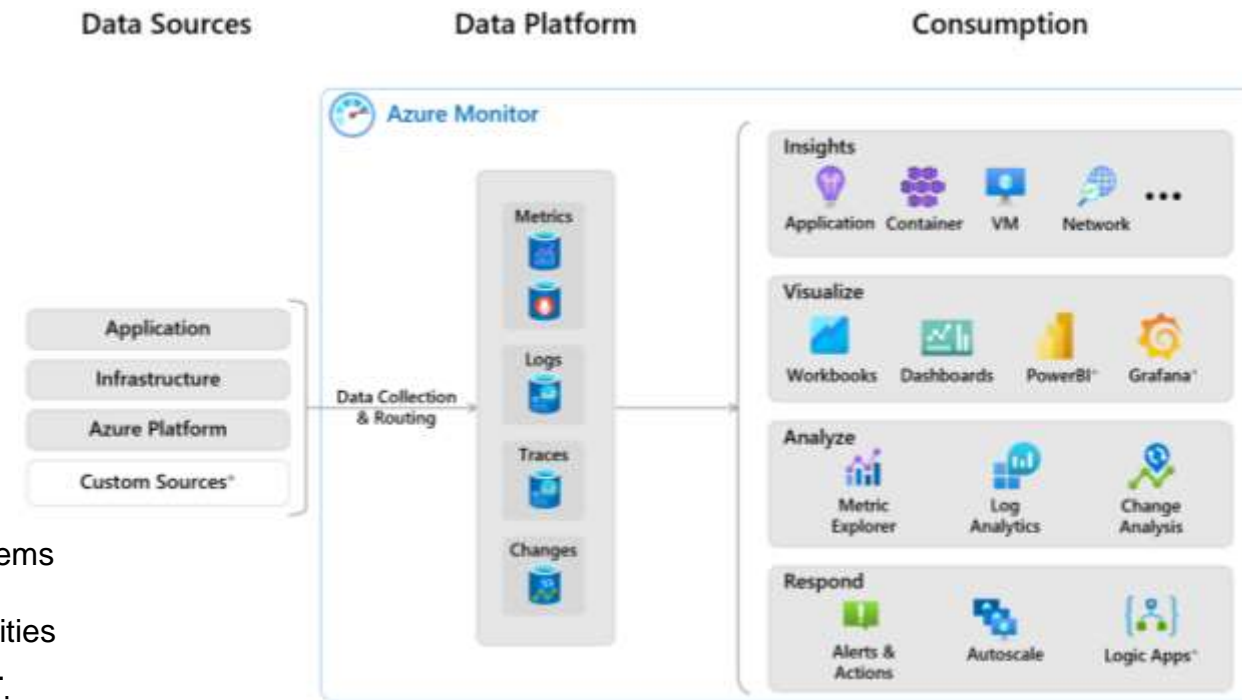 Data Sources
Data Platform
Consumption
Azure Monitor
Application
Infrastructure
Azure Platform
Custom Sources*
Data Collection
& Routing
Metrics
Logs
Traces
Changes
Insights
Application
Container
VM
Network
•••
Visualize
Workbooks
Dashboards
PowerBI*
Grafana*
Analyze
Metric
Explorer
Log
Analytics
Change
Analysis
Respond
Alerts &
Actions
Autoscale
Logic Apps*
ems
ities
.